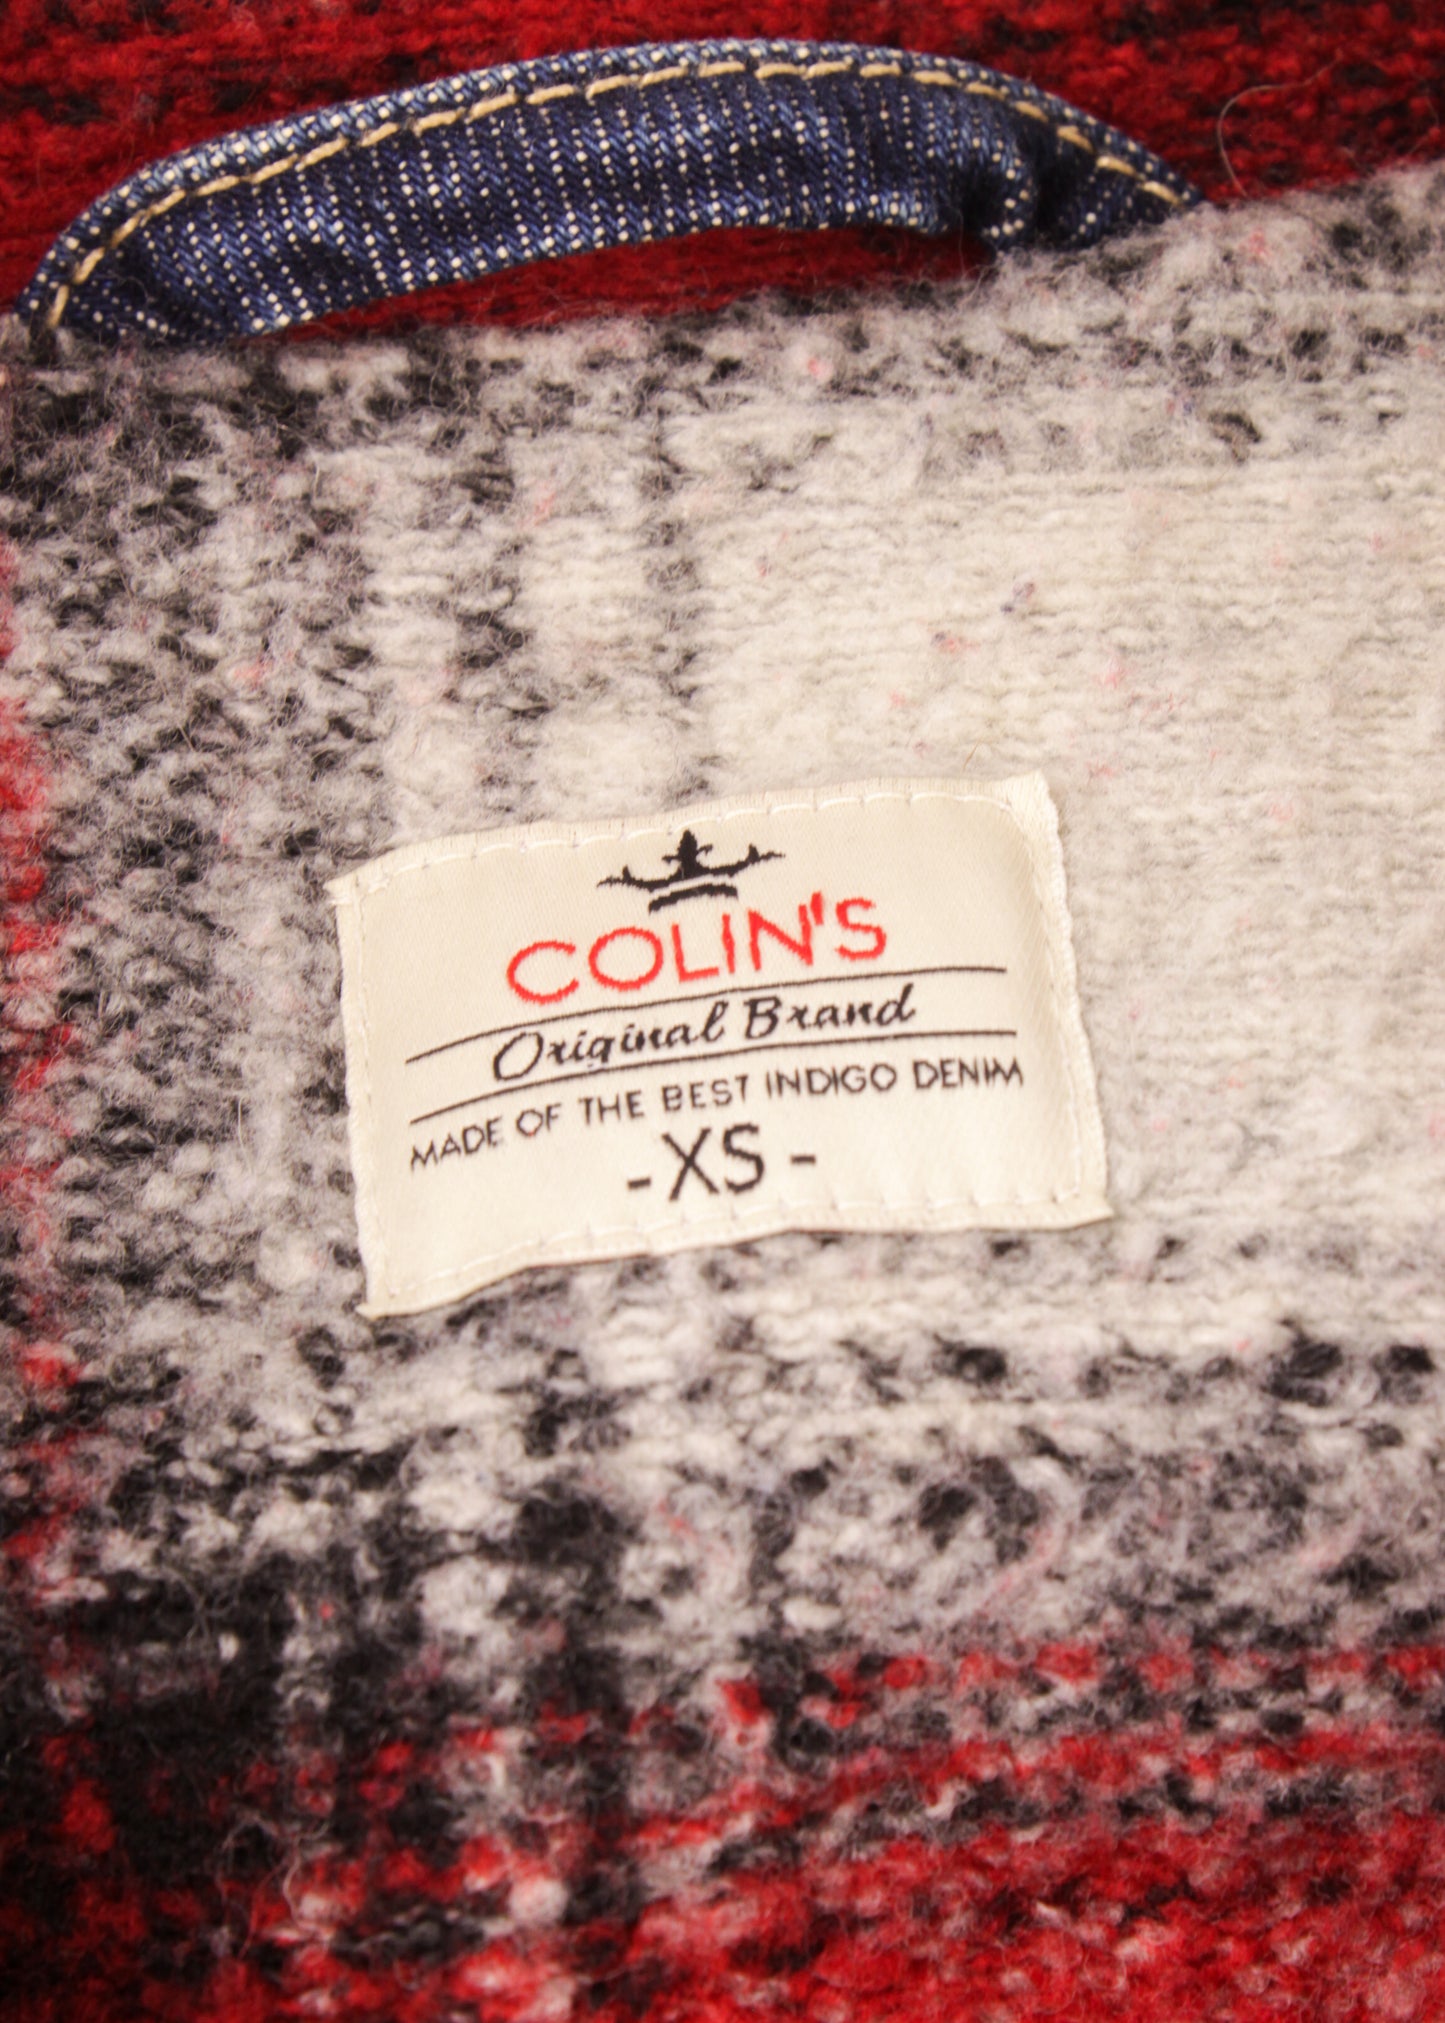 COLIN'S
Original Brand
MADE OF THE BEST INDIGO DENIM
-XS-